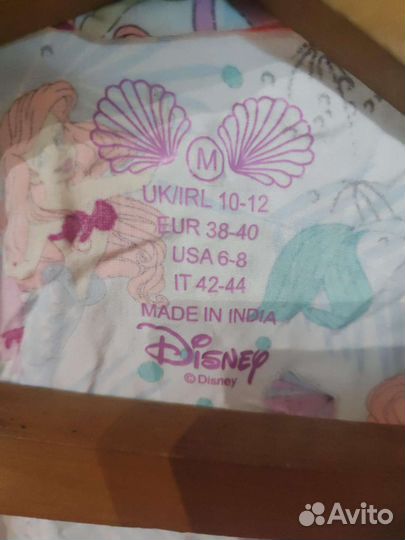 M
UK/IRL 10-12
EUR 38-40
USA 6-8
IT 42-44
MADE IN INDIA
Disney
© Disney
Avito